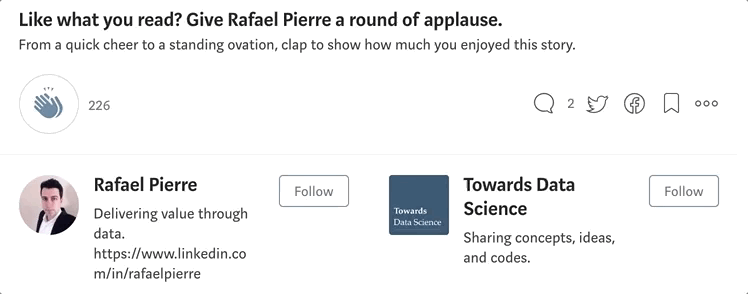 Like what you read? Give Rafael Pierre a round of applause.
From a quick cheer to a standing ovation, clap to show how much you enjoyed this story.
226
2
Rafael Pierre
Follow
Delivering value through
data.
https://www.linkedin.co
m/in/rafaelpierre
Towards
Data Science
Towards Data
Science
Follow
Sharing concepts, ideas,
and codes.